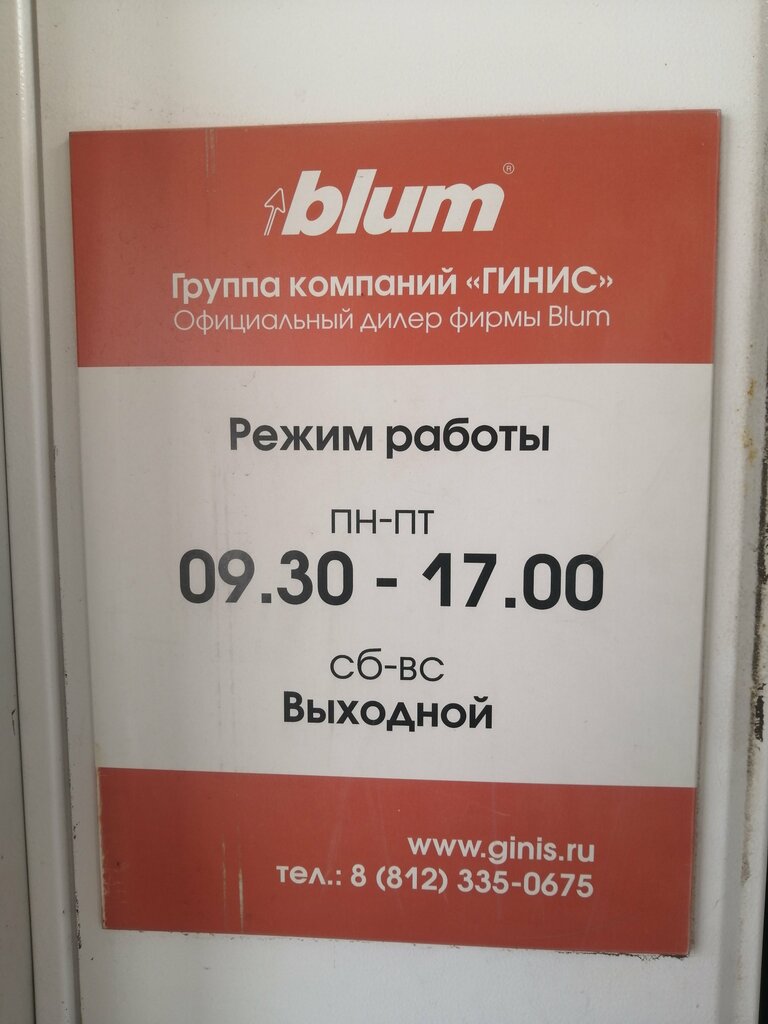 blum®
Группа компаний «ГИНИС»
Официальный дилер фирмы Blum
Режим работы
пн-пт
09.30 - 17.00
сб-вс
Выходной
www.ginis.ru
тел.: 8 (812) 335-0675